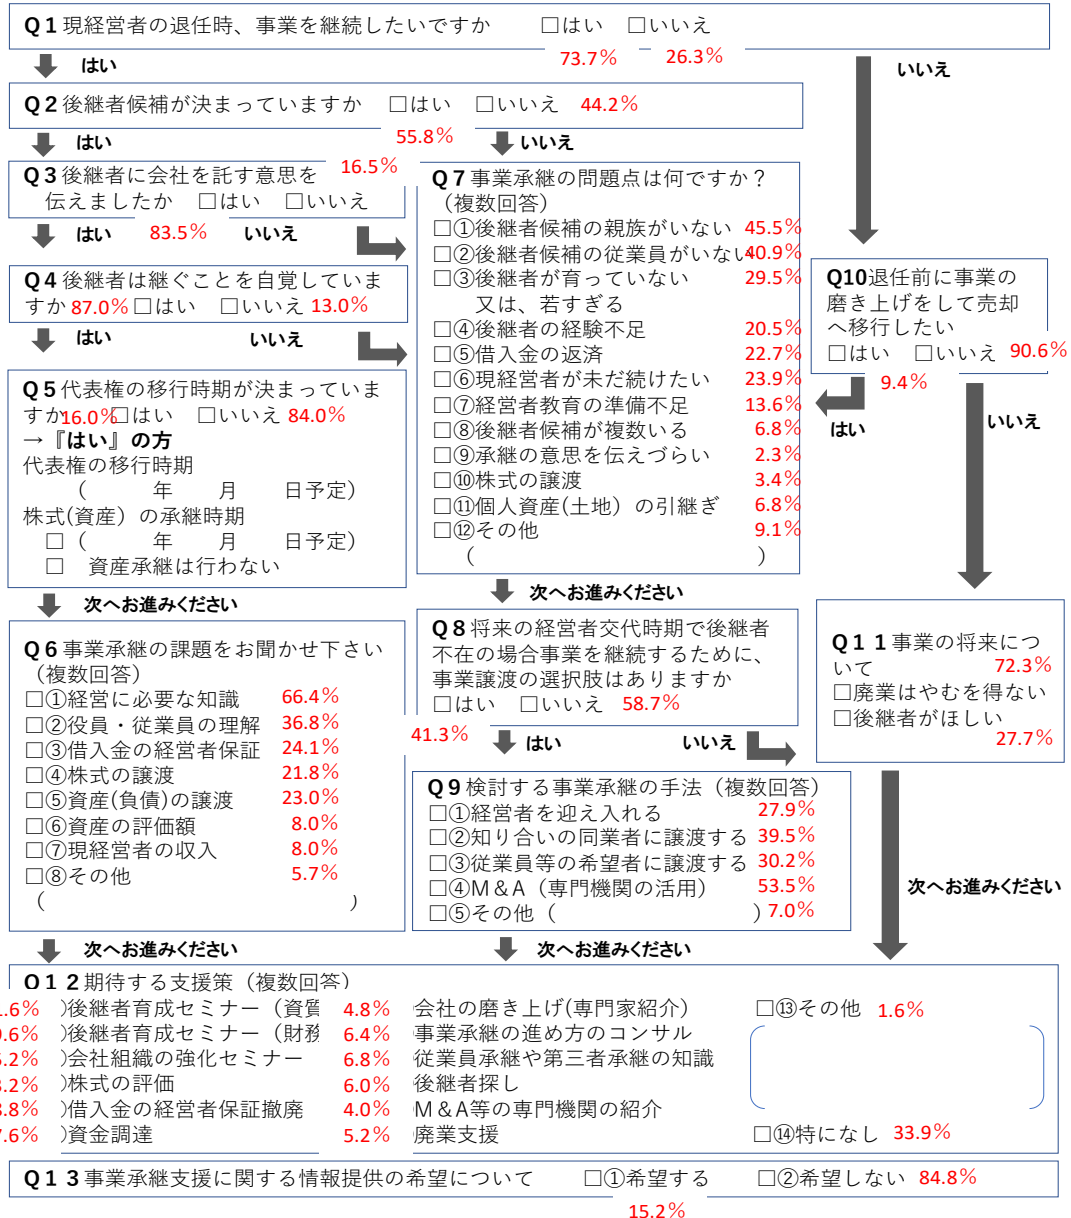 Q1現経営者の退任時、事業を継続したいですか □はい □いいえ
73.7% 26.3%
はい
いいえ
Q2後継者候補が決まっていますか □はい □いいえ 44.2%
55.8%
はい
いいえ
Q3後継者に会社を託す意思を 16.5%
伝えましたか □はい □いいえ
はい 83.5% いいえ
Q4後継者は継ぐことを自覚していま
すか 87.0% □はい □いいえ 13.0%
はい いいえ
Q5代表権の移行時期が決まっていま
すか 16.0% □はい □いいえ 84.0%
→『はい』の方
代表権の移行時期
( 年 月 日予定)
株式(資産)の承継時期
□( 年 月 日予定)
□ 資産承継は行わない
次へお進みください
Q6事業承継の課題をお聞かせ下さい
(複数回答)
□①経営に必要な知識 66.4%
□②役員・従業員の理解 36.8%
□③借入金の経営者保証 24.1%
□④株式の譲渡 21.8%
□⑤資産(負債)の譲渡 23.0%
□⑥資産の評価額 8.0%
□⑦現経営者の収入 8.0%
□⑧その他 5.7%
( )
次へお進みください
Q7事業承継の問題点は何ですか?
(複数回答)
□①後継者候補の親族がいない 45.5%
□②後継者候補の従業員がいない 40.9%
□③後継者が育っていない 29.5%
又は、若すぎる
□④後継者の経験不足 20.5%
□⑤借入金の返済 22.7%
□⑥現経営者が未だ続けたい 23.9%
□⑦経営者教育の準備不足 13.6%
□⑧後継者候補が複数いる 6.8%
□⑨承継の意思を伝えづらい 2.3%
□⑩株式の譲渡 3.4%
□⑪個人資産(土地)の引継ぎ 6.8%
□⑫その他 9.1%
( )
次へお進みください
Q8将来の経営者交代時期で後継者
不在の場合事業を継続するために、
事業譲渡の選択肢はありますか
□はい □いいえ 58.7%
41.3%
はい いいえ
Q9検討する事業承継の手法(複数回答)
□①経営者を迎え入れる 27.9%
□②知り合いの同業者に譲渡する 39.5%
□③従業員等の希望者に譲渡する 30.2%
□④M&A(専門機関の活用) 53.5%
□⑤その他( ) 7.0%
次へお進みください
Q10退任前に事業の
磨き上げをして売却
へ移行したい
□はい □いいえ 90.6%
9.4%
はい
いいえ
Q11事業の将来につ
いて 72.3%
□廃業はやむを得ない
□後継者がほしい
27.7%
次へお進みください
Q12期待する支援策(複数回答)
.6% )後継者育成セミナー(資質 4.8% 会社の磨き上げ(専門家紹介) □⑬その他 1.6%
.6% )後継者育成セミナー(財務 6.4% 事業承継の進め方のコンサル
.2% )会社組織の強化セミナー 6.8% 従業員承継や第三者承継の知識
.2% )株式の評価 6.0% 後継者探し
.8% )借入金の経営者保証撤廃 4.0% M&A等の専門機関の紹介
7.6% )資金調達 5.2% 廃業支援 □⑭特になし 33.9%
Q13事業承継支援に関する情報提供の希望について □①希望する □②希望しない 84.8%
15.2%